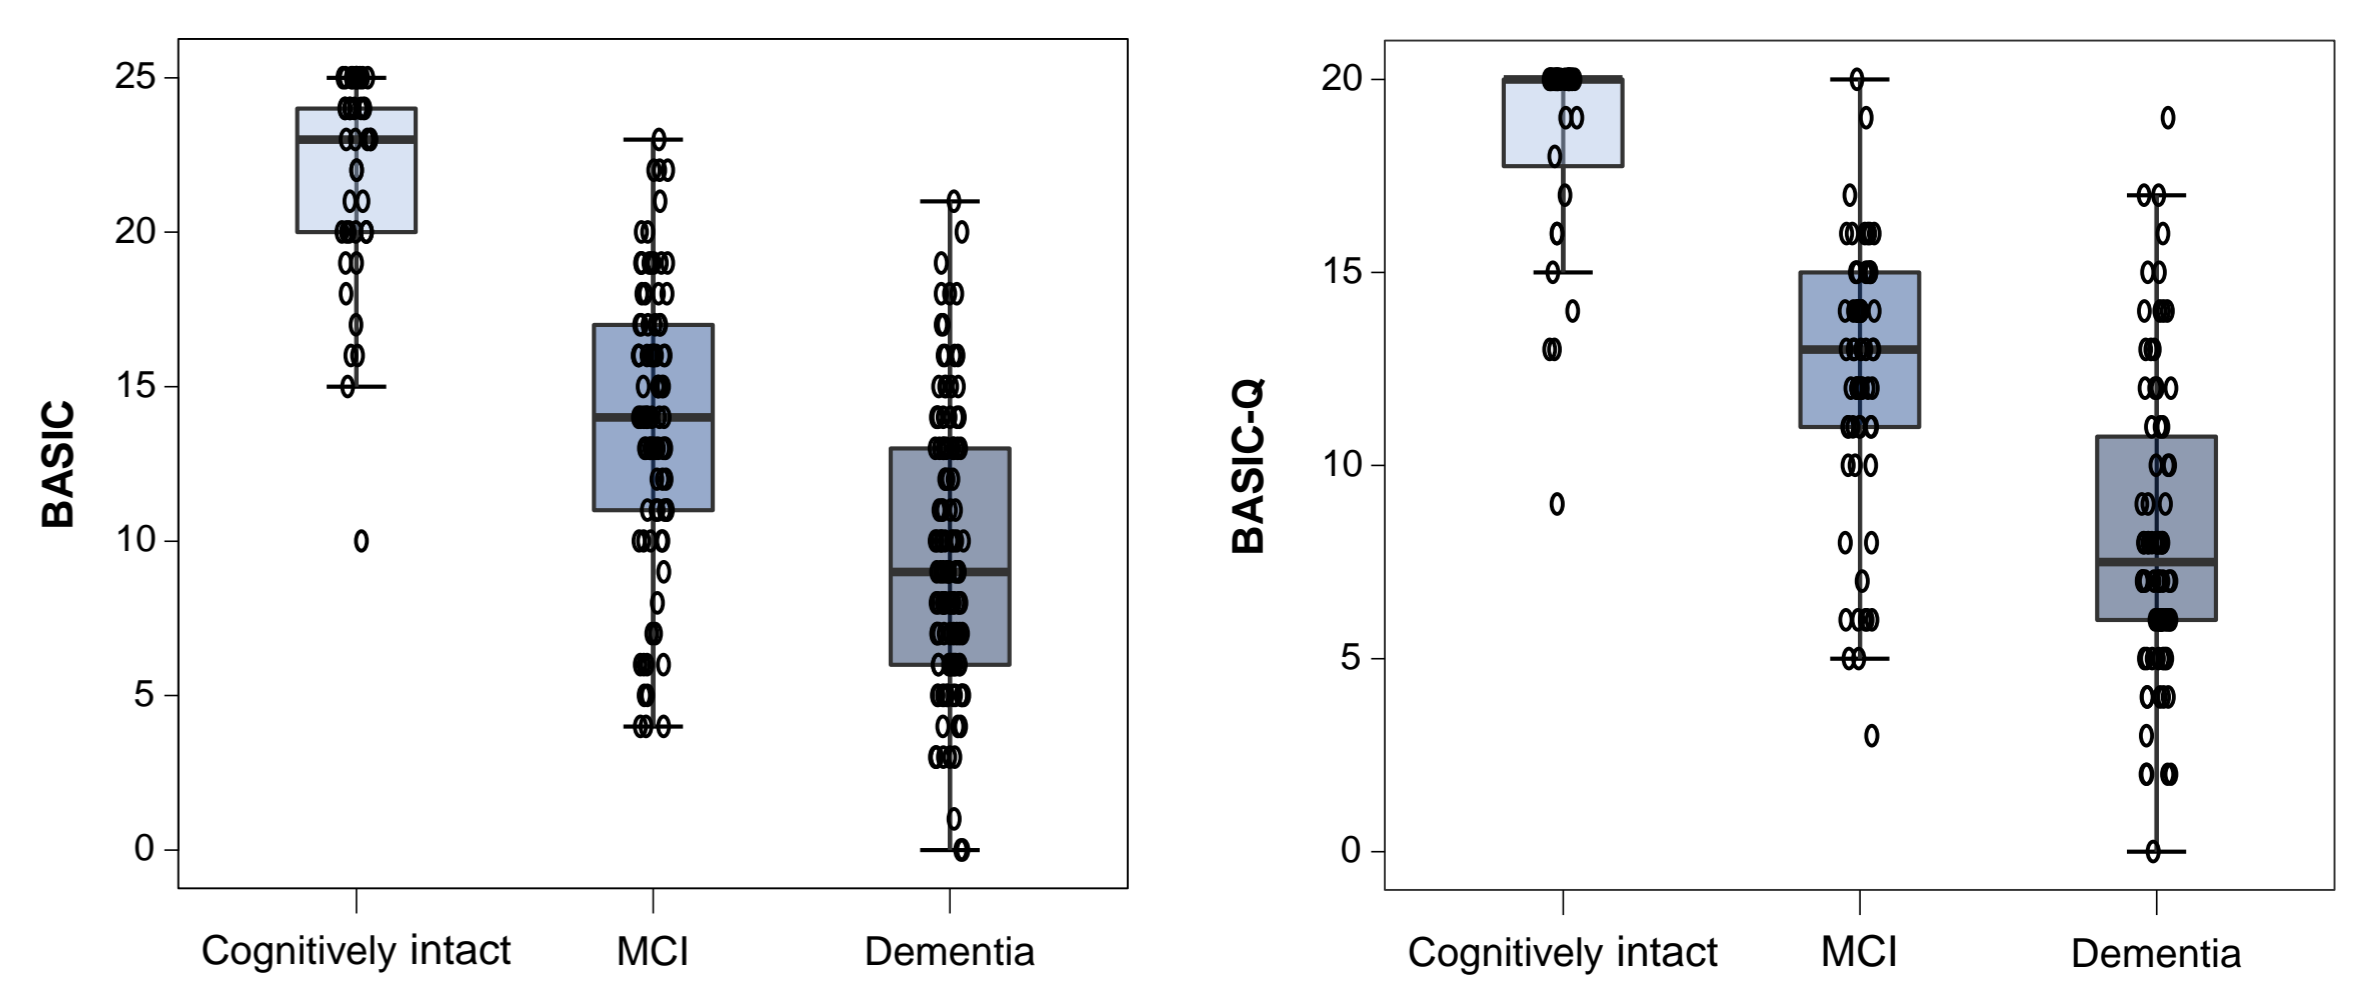 BASIC
25
20
15
10
5
0
Cognitively intact
MCI
Dementia
BASIC-Q
20
15
10
5
0
Cognitively intact
MCI
Dementia